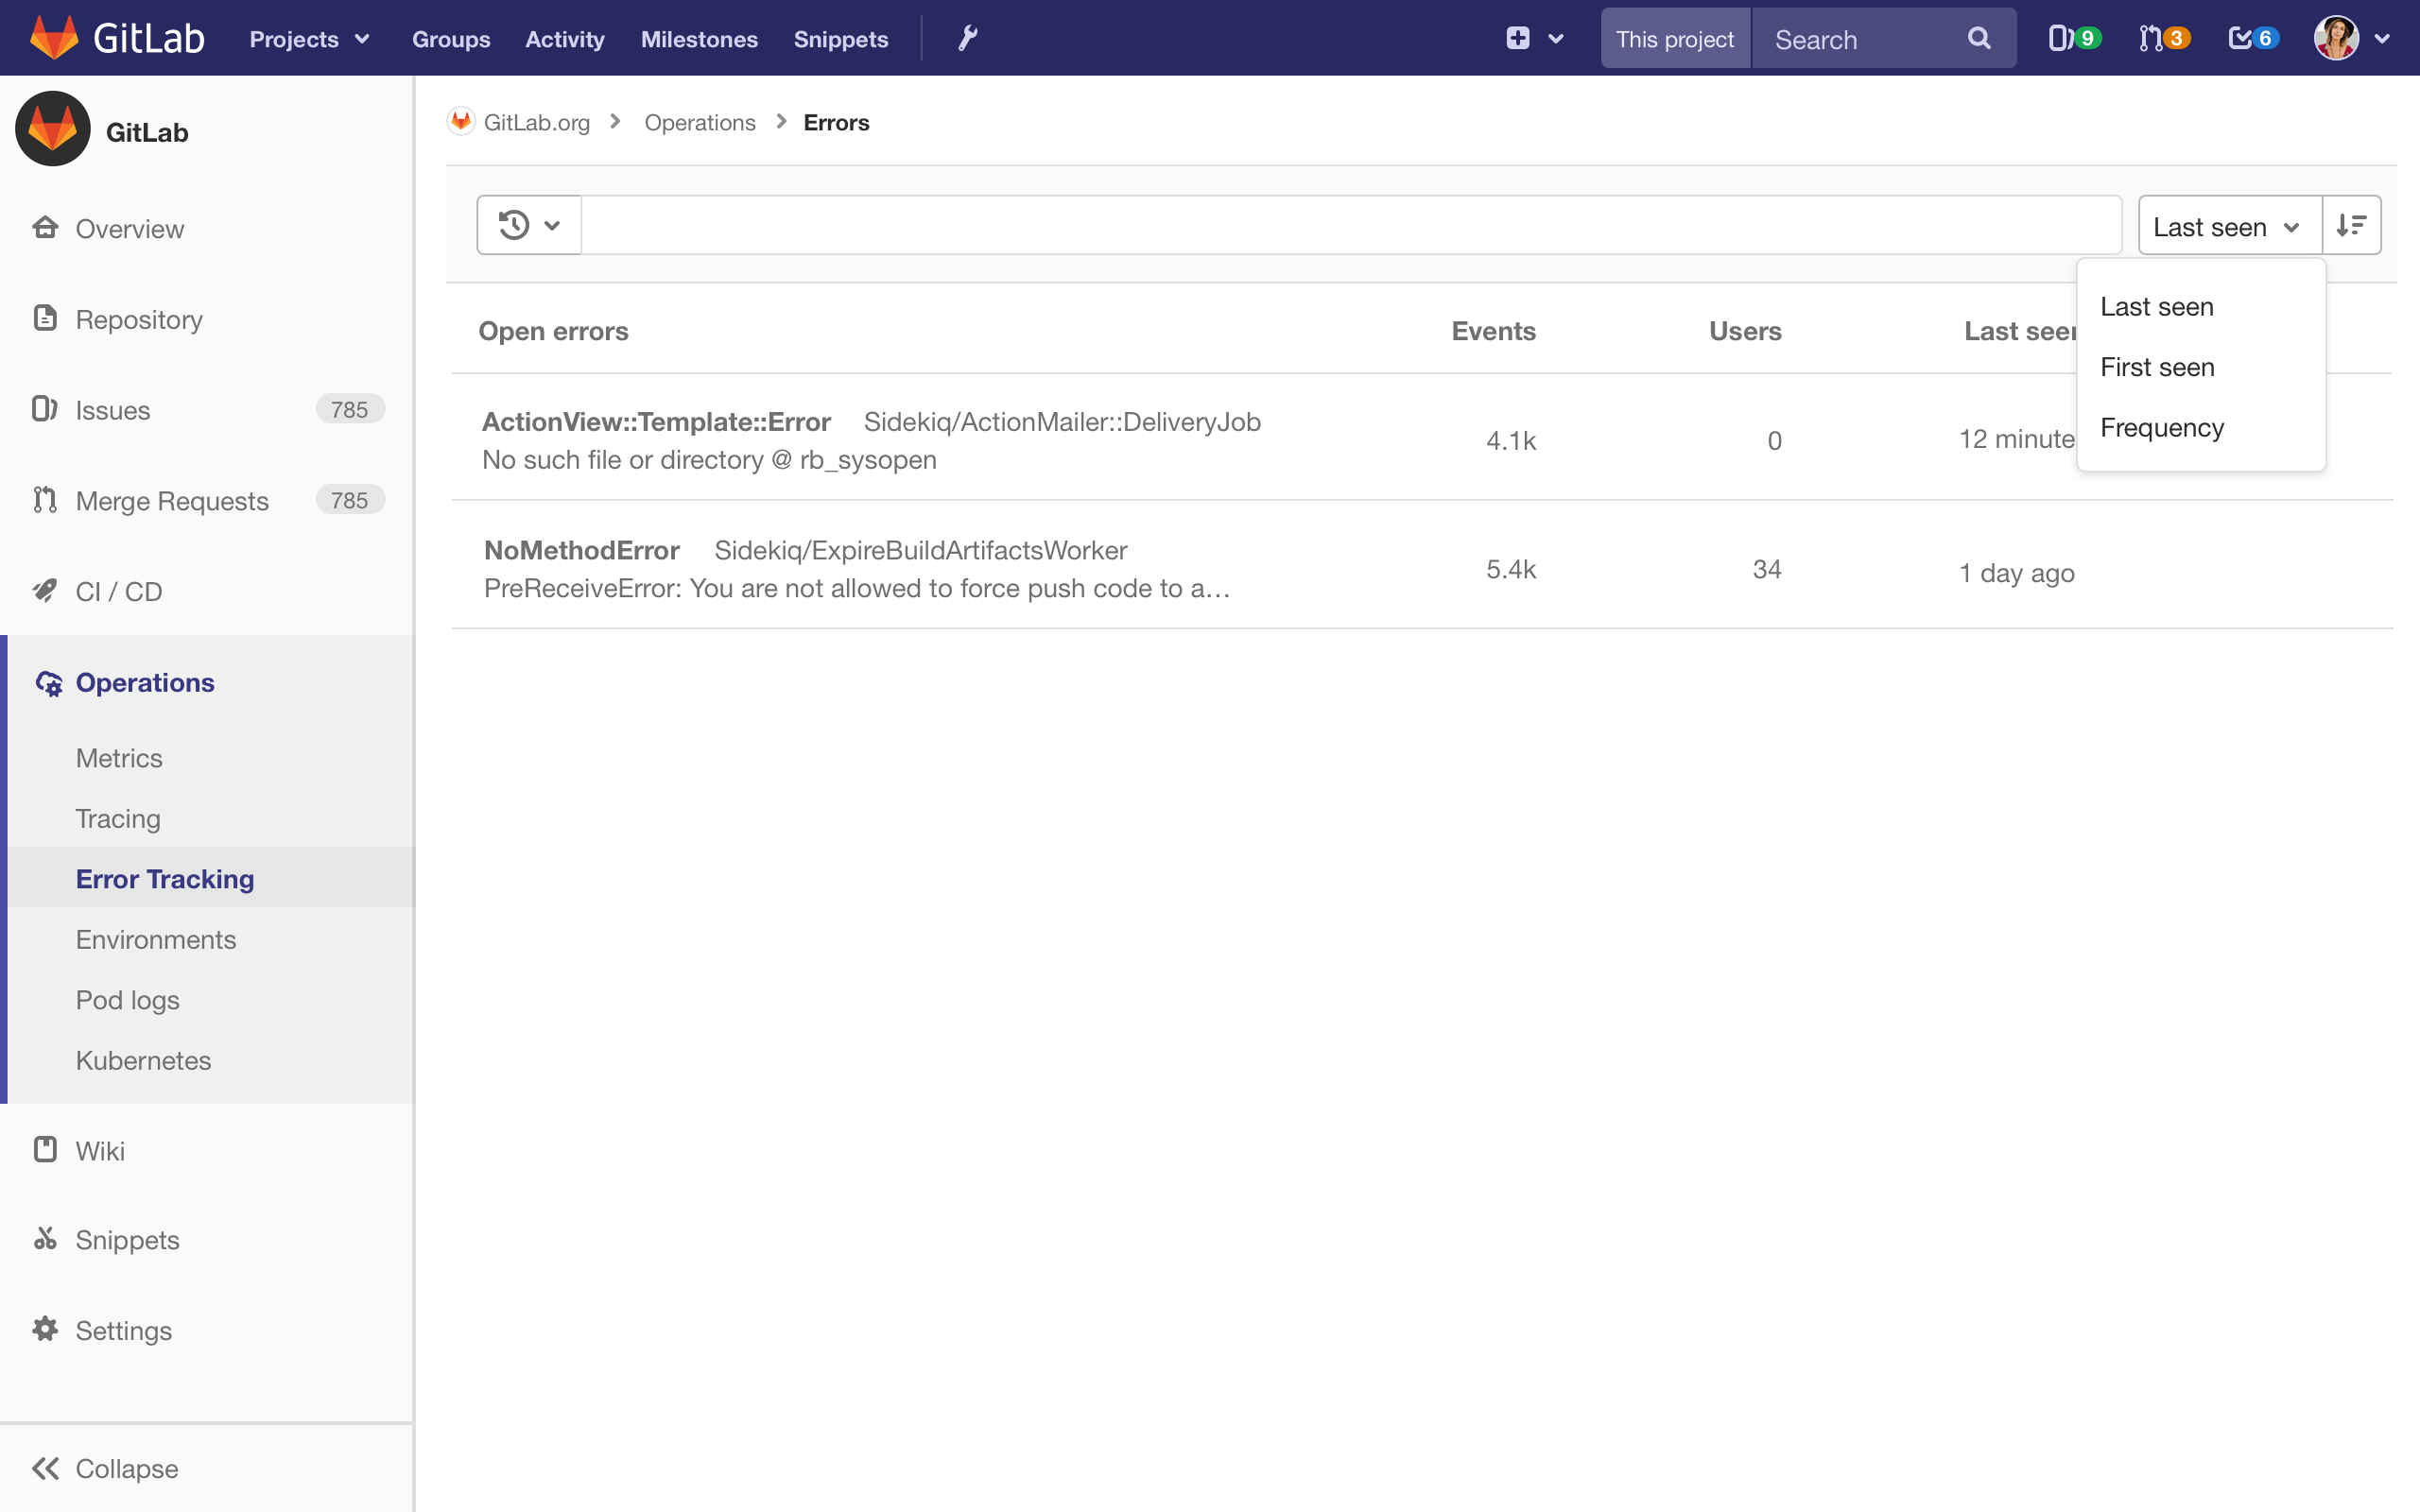 GitLab Projects Groups Activity Milestones Snippets This project Search 9 3 6
GitLab
Overview
Repository
Issues 785
Merge Requests 785
CI / CD
Operations
Metrics
Tracing
Error Tracking
Environments
Pod logs
Kubernetes
Wiki
Snippets
Settings
Collapse
GitLab.org Operations Errors
Last seen
Last seen
First seen
Frequency
Open errors Events Users Last seen
ActionView::Template::Error Sidekiq/ActionMailer::DeliveryJob
No such file or directory @ rb_sysopen
4.1k 0 12 minute
NoMethodError Sidekiq/ExpireBuildArtifactsWorker
PreReceiveError: You are not allowed to force push code to a…
5.4k 34 1 day ago